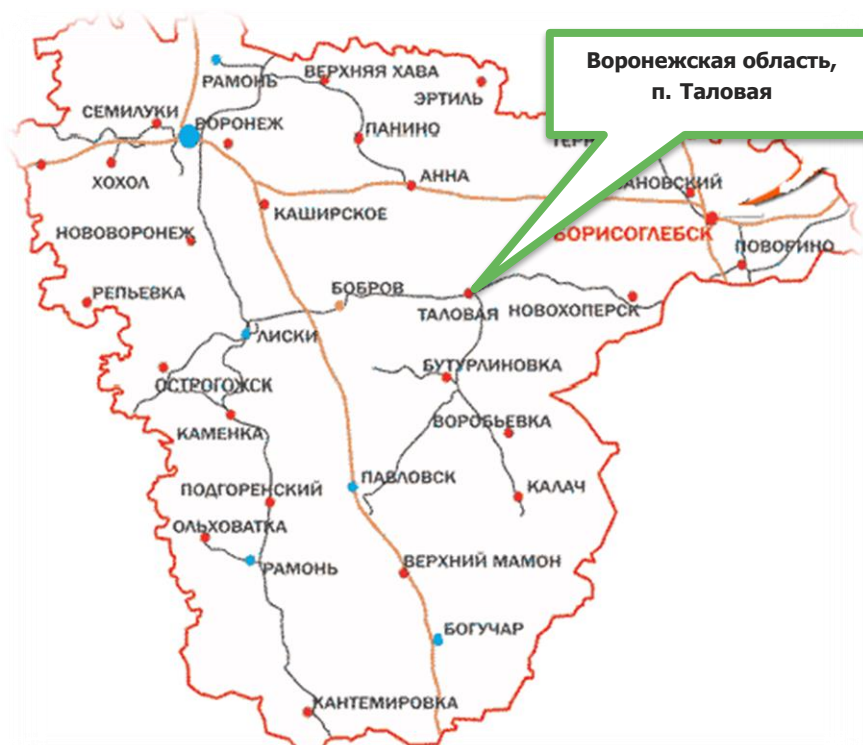 Воронежская область,
п. Таловая
РАМОНЬ
ВЕРХНЯЯ ХАВА
ЭРТИЛЬ
СЕМИЛУКИ
ВОРОНЕЖ
ПАНИНО
ХОХОЛ
АННА
КАШИРСКОЕ
НОВОВОРОНЕЖ
БОРИСОГЛЕБСК
ПОВОРИНО
РЕПЬЕВКА
БОБРОВ
ТАЛОВАЯ
НОВОХОПЕРСК
ЛИСКИ
БУТУРЛИНОВКА
ОСТРОГОЖСК
КАМЕНКА
ВОРОБЬЕВКА
ПАВЛОВСК
КАЛАЧ
ПОДГОРЕНСКИЙ
ОЛЬХОВАТКА
РАМОНЬ
ВЕРХНИЙ МАМОН
БОГУЧАР
КАНТЕМИРОВКА